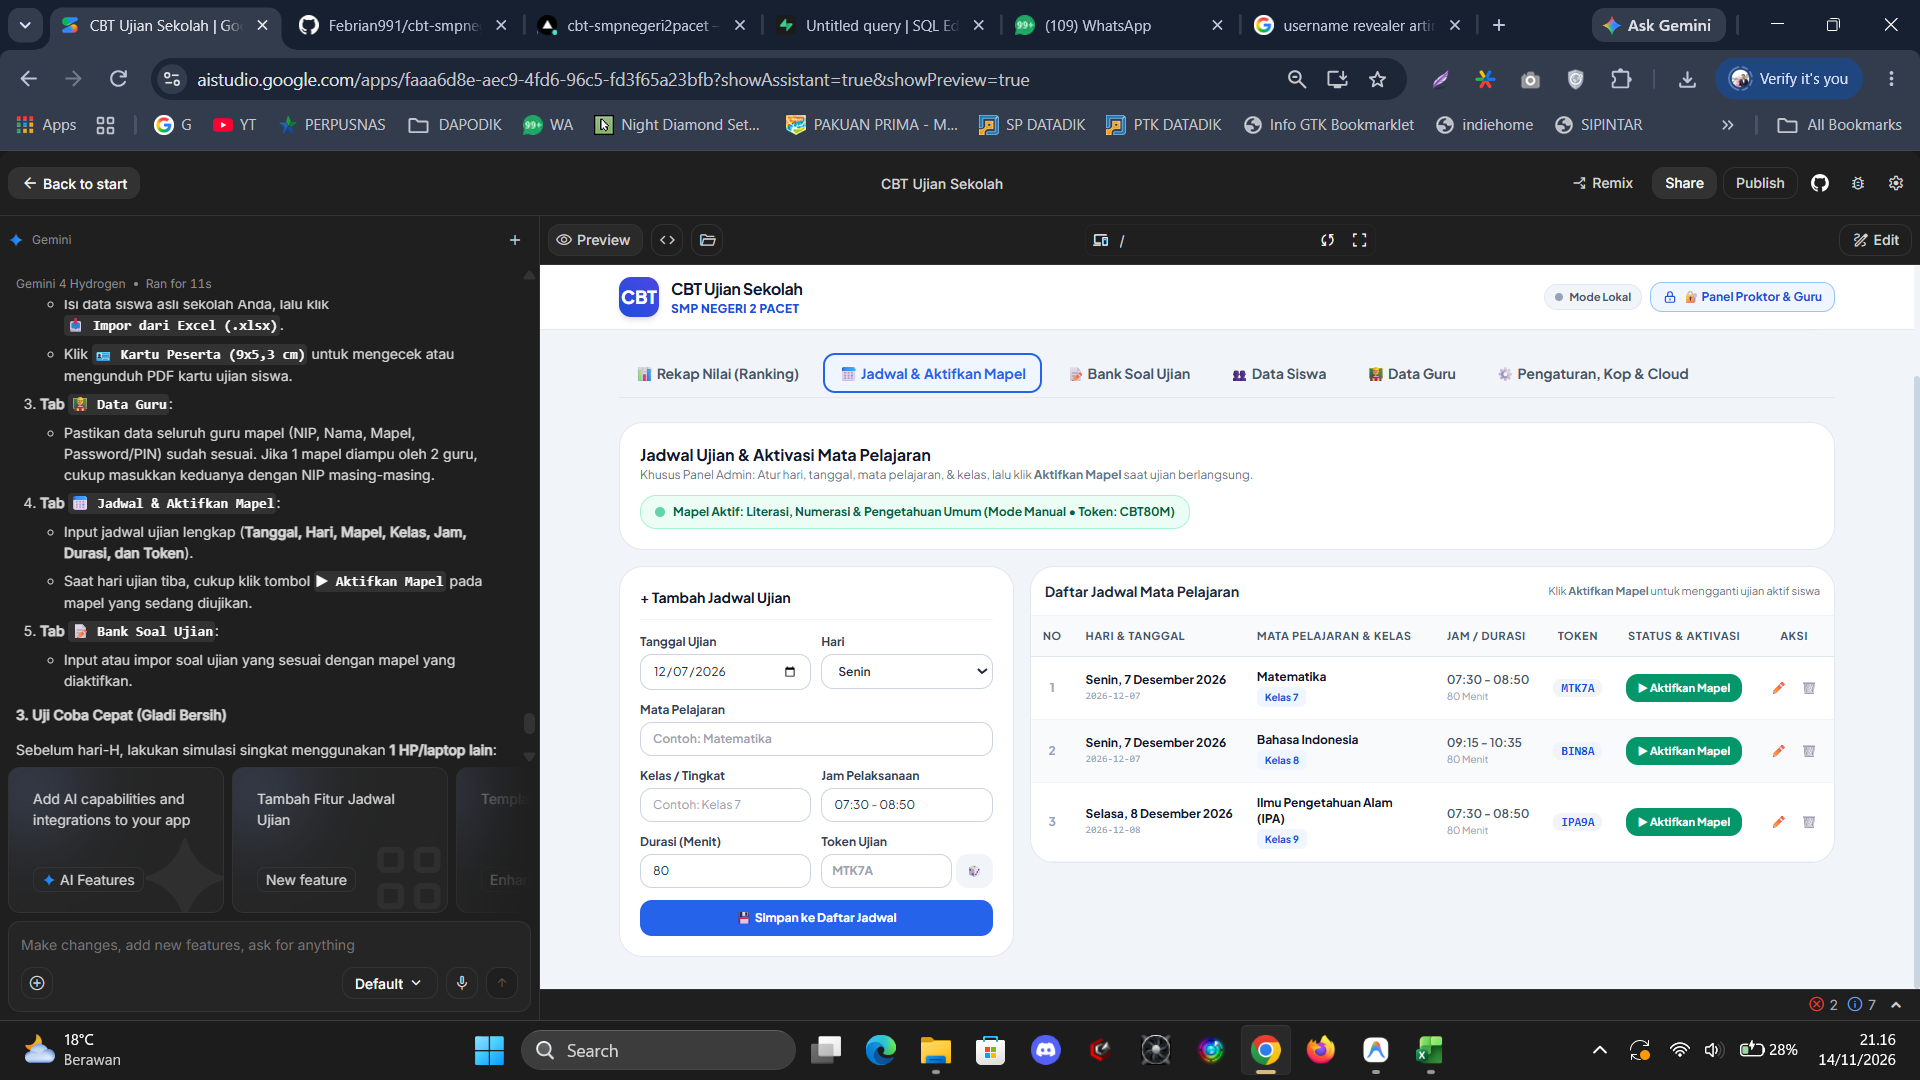 CBT Ujian Sekolah | Go
Febrian991/cbt-smpne
cbt-smpnegeri2pacet –
Untitled query | SQL Ed
(109) WhatsApp
username revealer arti
Ask Gemini
aistudio.google.com/apps/faaa6d8e-aec9-4fd6-96c5-fd3f65a23bfb?showAssistant=true&showPreview=true
Verify it's you
Apps
G
YT
PERPUSNAS
DAPODIK
WA
Night Diamond Set...
PAKUAN PRIMA - M...
SP DATADIK
PTK DATADIK
Info GTK Bookmarklet
indiehome
SIPINTAR
All Bookmarks
Back to start
CBT Ujian Sekolah
Remix
Share
Publish
Gemini
Preview
/
Edit
Gemini 4 Hydrogen • Ran for 11s
Isi data siswa asli sekolah Anda, lalu klik
Impor dari Excel (.xlsx).
Klik Kartu Peserta (9x5,3 cm) untuk mengecek atau
mengunduh PDF kartu ujian siswa.
3. Tab Data Guru:
Pastikan data seluruh guru mapel (NIP, Nama, Mapel,
Password/PIN) sudah sesuai. Jika 1 mapel diampu oleh 2 guru,
cukup masukkan keduanya dengan NIP masing-masing.
4. Tab Jadwal & Aktifkan Mapel:
Input jadwal ujian lengkap (Tanggal, Hari, Mapel, Kelas, Jam,
Durasi, dan Token).
Saat hari ujian tiba, cukup klik tombol ▶ Aktifkan Mapel pada
mapel yang sedang diujikan.
5. Tab Bank Soal Ujian:
Input atau impor soal ujian yang sesuai dengan mapel yang
diaktifkan.
3. Uji Coba Cepat (Gladi Bersih)
Sebelum hari-H, lakukan simulasi singkat menggunakan 1 HP/laptop lain:
Add AI capabilities and
integrations to your app
AI Features
Tambah Fitur Jadwal
Ujian
New feature
Templa
Enhan
Make changes, add new features, ask for anything
Default
CBT
CBT Ujian Sekolah
SMP NEGERI 2 PACET
Mode Lokal
Panel Proktor & Guru
Rekap Nilai (Ranking)
Jadwal & Aktifkan Mapel
Bank Soal Ujian
Data Siswa
Data Guru
Pengaturan, Kop & Cloud
Jadwal Ujian & Aktivasi Mata Pelajaran
Khusus Panel Admin: Atur hari, tanggal, mata pelajaran, & kelas, lalu klik Aktifkan Mapel saat ujian berlangsung.
Mapel Aktif: Literasi, Numerasi & Pengetahuan Umum (Mode Manual • Token: CBT80M)
+ Tambah Jadwal Ujian
Tanggal Ujian
Hari
12/07/2026
Senin
Mata Pelajaran
Contoh: Matematika
Kelas / Tingkat
Jam Pelaksanaan
Contoh: Kelas 7
07:30 - 08:50
Durasi (Menit)
Token Ujian
80
MTK7A
Simpan ke Daftar Jadwal
Daftar Jadwal Mata Pelajaran
Klik Aktifkan Mapel untuk mengganti ujian aktif siswa
NO HARI & TANGGAL MATA PELAJARAN & KELAS JAM / DURASI TOKEN STATUS & AKTIVASI AKSI
1 Senin, 7 Desember 2026 Matematika 07:30 - 08:50 MTK7A ▶ Aktifkan Mapel
2026-12-07 Kelas 7 80 Menit
2 Senin, 7 Desember 2026 Bahasa Indonesia 09:15 - 10:35 BIN8A ▶ Aktifkan Mapel
2026-12-07 Kelas 8 80 Menit
3 Selasa, 8 Desember 2026 Ilmu Pengetahuan Alam (IPA) 07:30 - 08:50 IPA9A ▶ Aktifkan Mapel
2026-12-08 Kelas 9 80 Menit
2 7
18°C
Berawan
Search
28%
21.16
14/11/2026